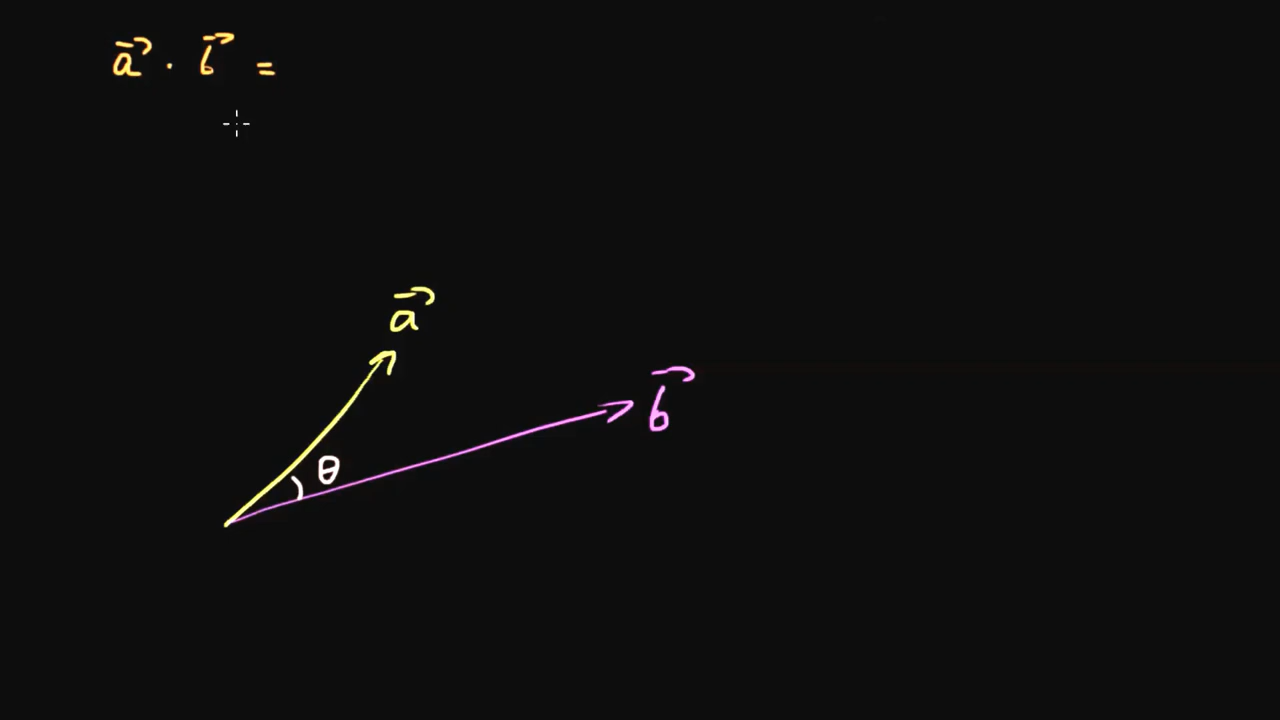 a⃗ · b⃗ =
a⃗
b⃗
θ